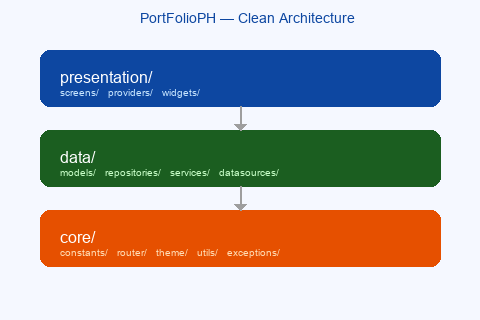 PortFolioPH — Clean Architecture
presentation/
screens/ providers/ widgets/
data/
models/ repositories/ services/ datasources/
core/
constants/ router/ theme/ utils/ exceptions/